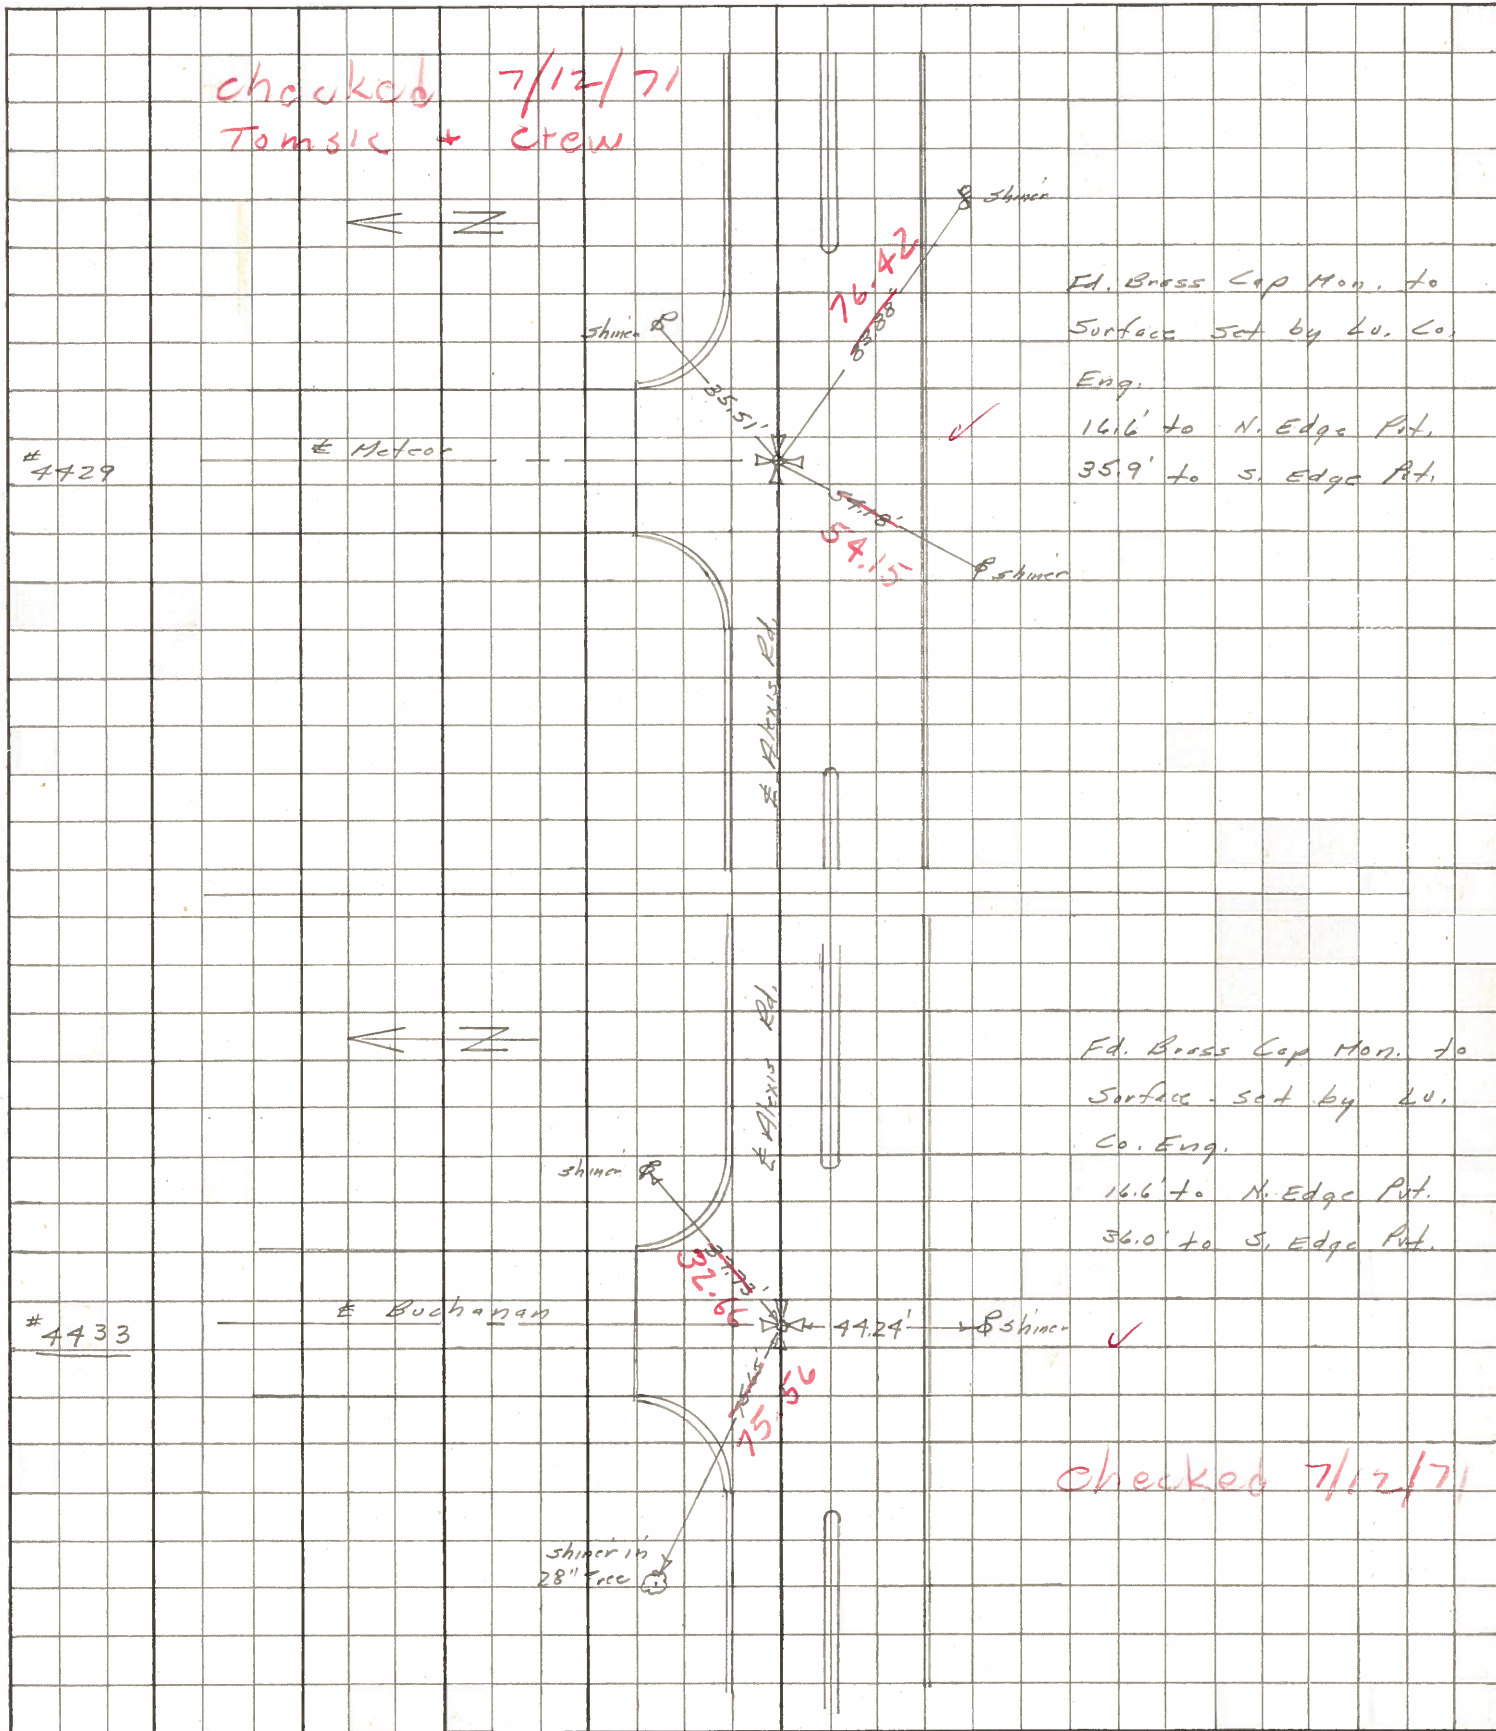 checked 7/12/71
Tomsic + Crew
N
shiner
76.42
shiner
35.51'
Fd. Brass Cap Mon. to
Surface set by Lu. Co.
Eng.
16.6' to N. Edge Pvt.
35.9' to S. Edge Pvt.
✓
# 4429
℄ Meteor
54.18'
54.15
shiner
℄ Alexis Rd.
N
℄ Alexis Rd.
Fd. Brass Cap Mon. to
Surface - set by Lu.
Co. Eng.
16.6' to N. Edge Pvt.
36.0' to S. Edge Pvt.
shiner
32.66
# 4433
℄ Buchanan
44.24'
shiner
✓
75.56
checked 7/12/71
shiner in
28" Tree